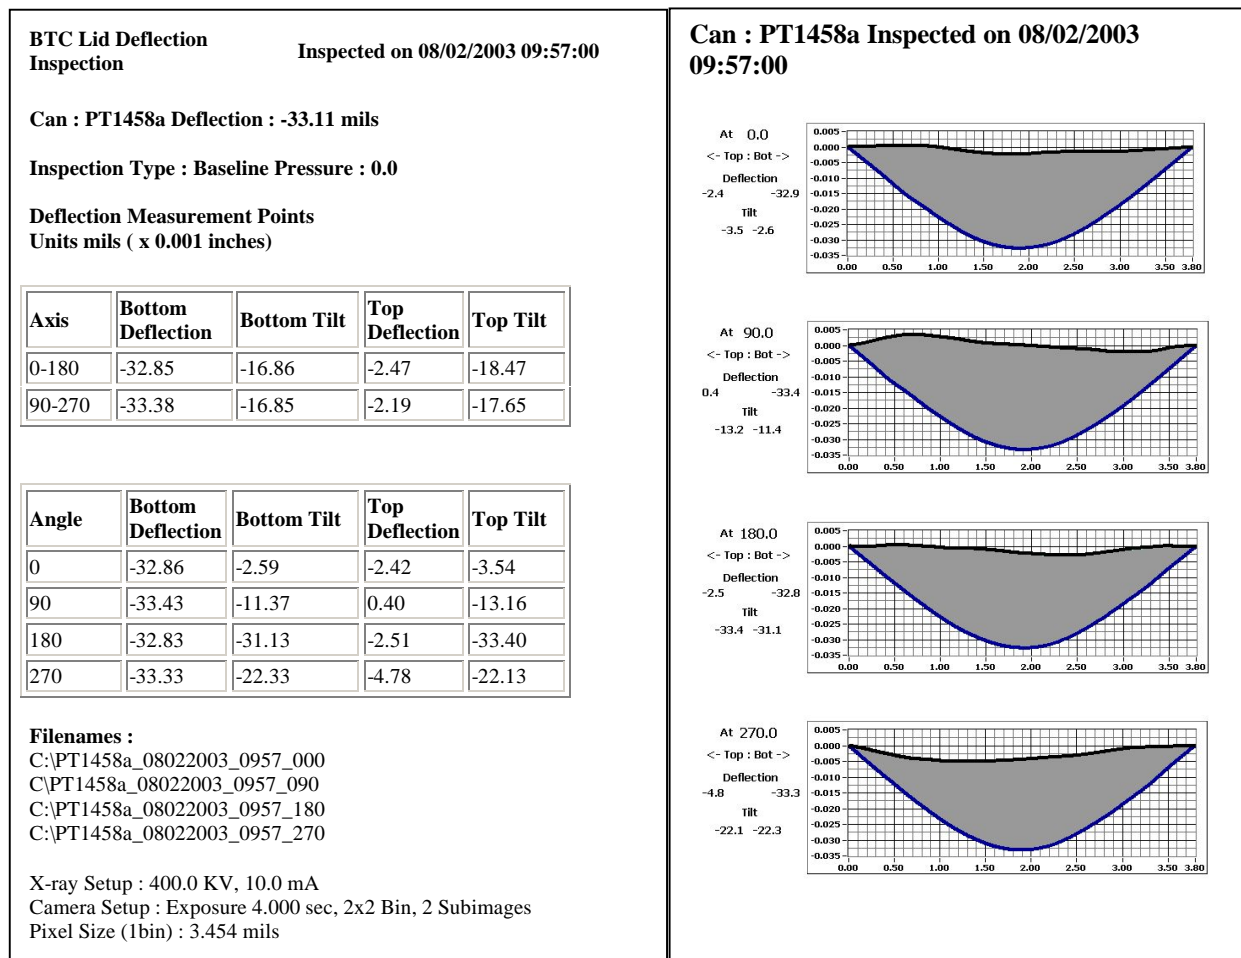 BTC Lid Deflection
Inspection
Inspected on 08/02/2003 09:57:00
Can : PT1458a Deflection : -33.11 mils
Inspection Type : Baseline Pressure : 0.0
Deflection Measurement Points
Units mils ( x 0.001 inches)
Axis Bottom Deflection Bottom Tilt Top Deflection Top Tilt
0-180 -32.85 -16.86 -2.47 -18.47
90-270 -33.38 -16.85 -2.19 -17.65
Angle Bottom Deflection Bottom Tilt Top Deflection Top Tilt
0 -32.86 -2.59 -2.42 -3.54
90 -33.43 -11.37 0.40 -13.16
180 -32.83 -31.13 -2.51 -33.40
270 -33.33 -22.33 -4.78 -22.13
Filenames :
C:\PT1458a_08022003_0957_000
C\PT1458a_08022003_0957_090
C:\PT1458a_08022003_0957_180
C:\PT1458a_08022003_0957_270
X-ray Setup : 400.0 KV, 10.0 mA
Camera Setup : Exposure 4.000 sec, 2x2 Bin, 2 Subimages
Pixel Size (1bin) : 3.454 mils
Can : PT1458a Inspected on 08/02/2003
09:57:00
At 0.0
<- Top : Bot ->
Deflection
-2.4 -32.9
Tilt
-3.5 -2.6
0.005
0.000
-0.005
-0.010
-0.015
-0.020
-0.025
-0.030
-0.035
0.00 0.50 1.00 1.50 2.00 2.50 3.00 3.50 3.80
At 90.0
<- Top : Bot ->
Deflection
0.4 -33.4
Tilt
-13.2 -11.4
0.005
0.000
-0.005
-0.010
-0.015
-0.020
-0.025
-0.030
-0.035
0.00 0.50 1.00 1.50 2.00 2.50 3.00 3.50 3.80
At 180.0
<- Top : Bot ->
Deflection
-2.5 -32.8
Tilt
-33.4 -31.1
0.005
0.000
-0.005
-0.010
-0.015
-0.020
-0.025
-0.030
-0.035
0.00 0.50 1.00 1.50 2.00 2.50 3.00 3.50 3.80
At 270.0
<- Top : Bot ->
Deflection
-4.8 -33.3
Tilt
-22.1 -22.3
0.005
0.000
-0.005
-0.010
-0.015
-0.020
-0.025
-0.030
-0.035
0.00 0.50 1.00 1.50 2.00 2.50 3.00 3.50 3.80